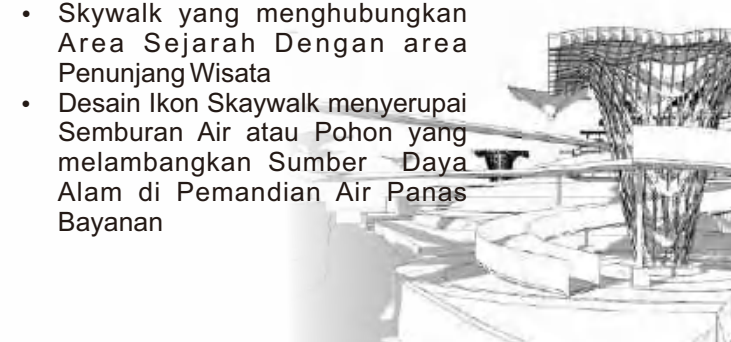 • Skywalk yang menghubungkan
Area Sejarah Dengan area
Penunjang Wisata
• Desain Ikon Skaywalk menyerupai
Semburan Air atau Pohon yang
melambangkan Sumber Daya
Alam di Pemandian Air Panas
Bayanan